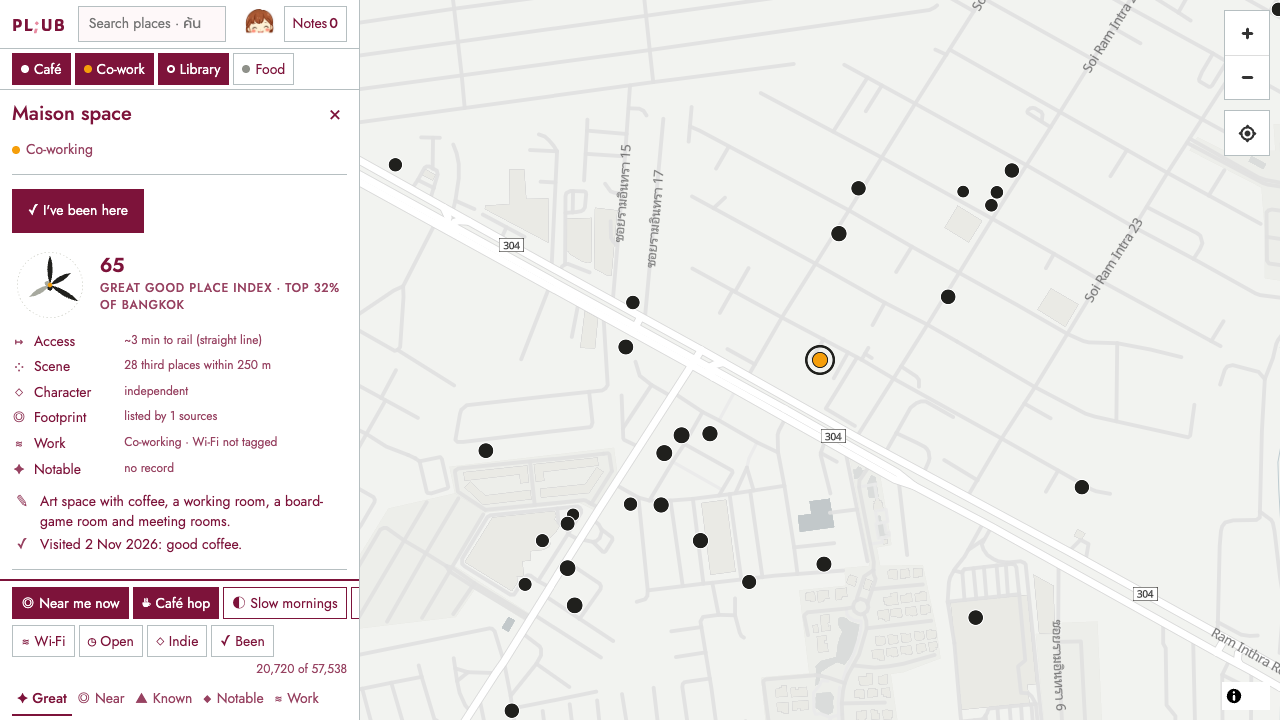 PL:UB
Search places · ค้น
Notes 0
Café
Co-work
Library
Food
Maison space
×
Co-working
✓ I've been here
65
GREAT GOOD PLACE INDEX · TOP 32%
OF BANGKOK
Access ~3 min to rail (straight line)
Scene 28 third places within 250 m
Character independent
Footprint listed by 1 sources
Work Co-working · Wi-Fi not tagged
Notable no record
Art space with coffee, a working room, a board-
game room and meeting rooms.
✓ Visited 2 Nov 2026: good coffee.
Near me now
Café hop
Slow mornings
Wi-Fi
Open
Indie
✓ Been
20,720 of 57,538
Great
Near
Known
Notable
Work
ซอยรามอินทรา 15
ซอยรามอินทรา 17
Soi Ram Intra 23
304
304
304
Soi Ram Intra
ซอยรามอินทรา 6
Ram Inthra R
+
−